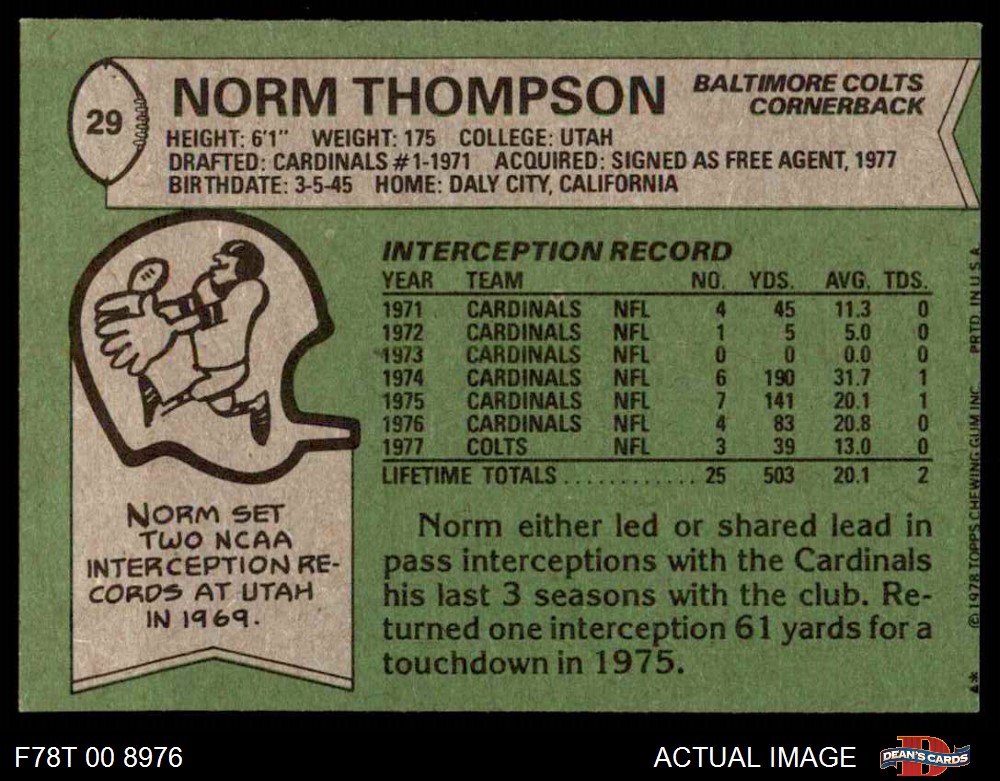 29
NORM THOMPSON
BALTIMORE COLTS
CORNERBACK
HEIGHT: 6'1" WEIGHT: 175 COLLEGE: UTAH
DRAFTED: CARDINALS #1-1971 ACQUIRED: SIGNED AS FREE AGENT, 1977
BIRTHDATE: 3-5-45 HOME: DALY CITY, CALIFORNIA
INTERCEPTION RECORD
YEAR TEAM NO. YDS. AVG. TDS.
1971 CARDINALS NFL 4 45 11.3 0
1972 CARDINALS NFL 1 5 5.0 0
1973 CARDINALS NFL 0 0 0.0 0
1974 CARDINALS NFL 6 190 31.7 1
1975 CARDINALS NFL 7 141 20.1 1
1976 CARDINALS NFL 4 83 20.8 0
1977 COLTS NFL 3 39 13.0 0
LIFETIME TOTALS ............ 25 503 20.1 2
NORM SET
TWO NCAA
INTERCEPTION RE-
CORDS AT UTAH
IN 1969.
Norm either led or shared lead in
pass interceptions with the Cardinals
his last 3 seasons with the club. Re-
turned one interception 61 yards for a
touchdown in 1975.
A* © 1978 TOPPS CHEWING GUM INC. PRTD. IN U.S.A.
F78T 00 8976
ACTUAL IMAGE
DEAN'S CARDS